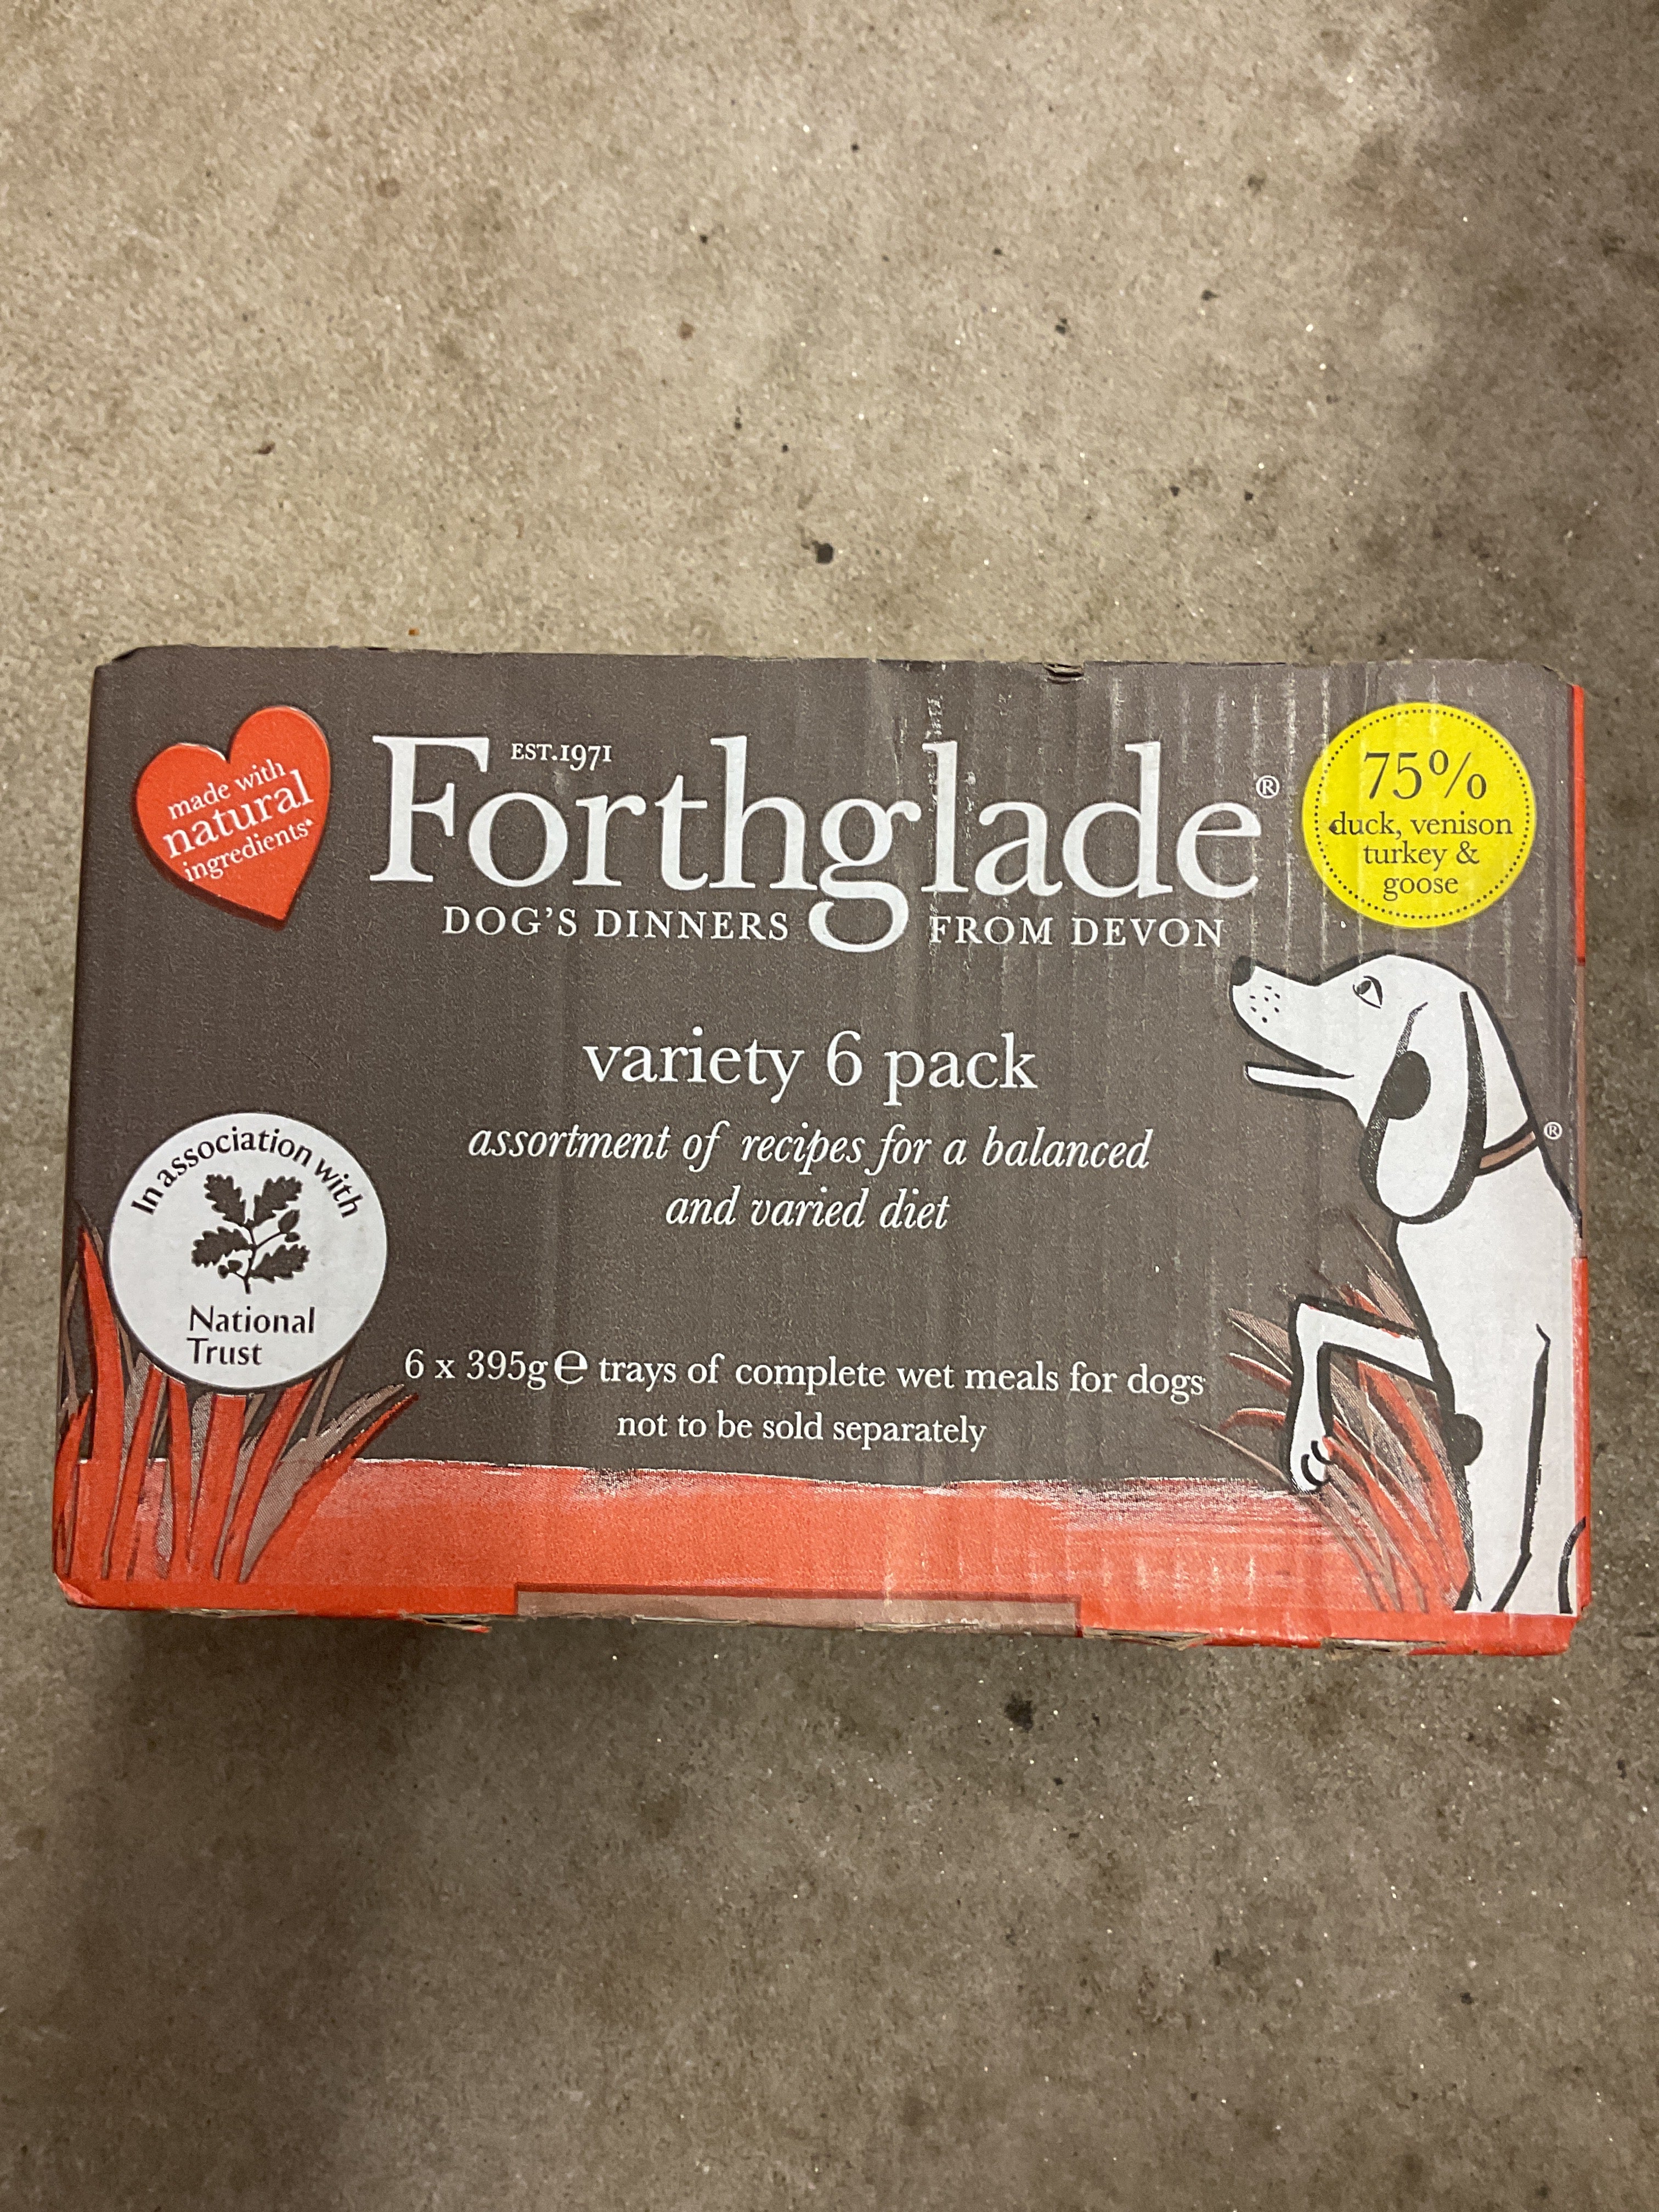 made with
natural
ingredients*
EST.1971
Forthglade®
DOG'S DINNERS FROM DEVON
75%
duck, venison
turkey &
goose
variety 6 pack
assortment of recipes for a balanced
and varied diet
®
In association with
National
Trust
6 x 395g℮ trays of complete wet meals for dogs
not to be sold separately